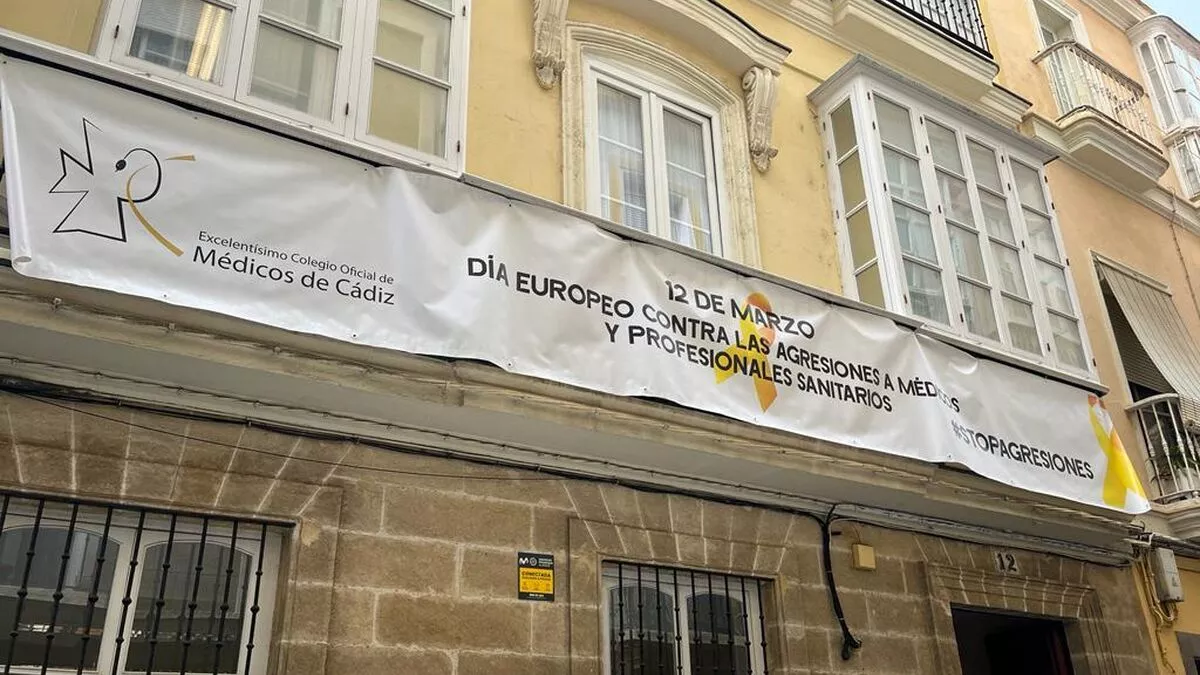 Excelentísimo Colegio Oficial de
Médicos de Cádiz
12 DE MARZO
DÍA EUROPEO CONTRA LAS AGRESIONES A MÉDICOS
Y PROFESIONALES SANITARIOS
#STOPAGRESIONES
CONECTADA
12